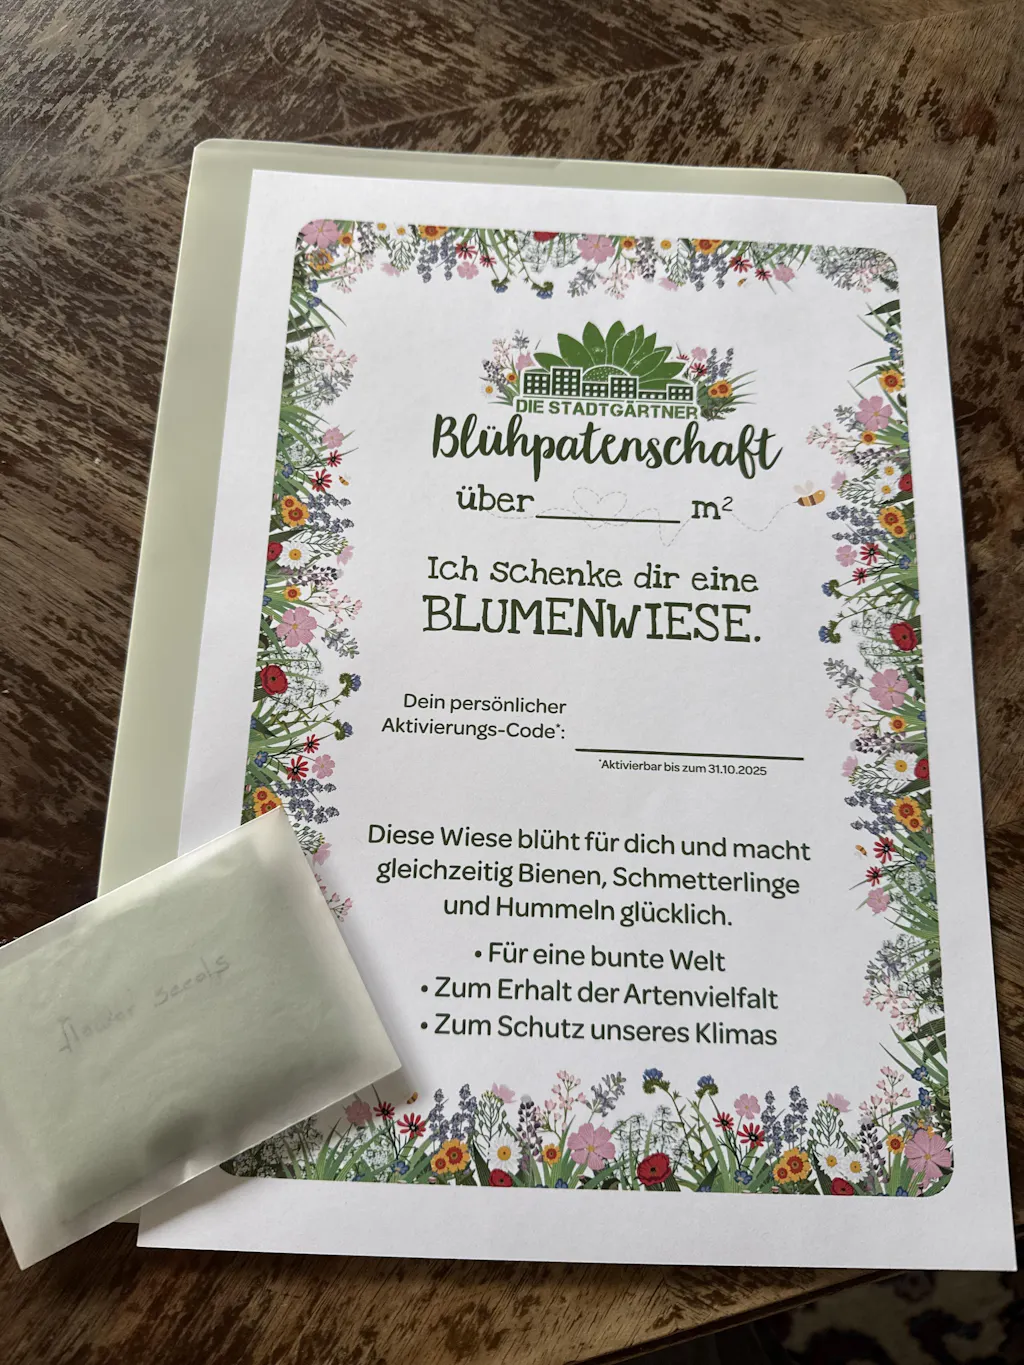 DIE STADTGÄRTNER
Blühpatenschaft
über ________ m²
Ich schenke dir eine
BLUMENWIESE.
Dein persönlicher
Aktivierungs-Code*:
*Aktivierbar bis zum 31.10.2025
Diese Wiese blüht für dich und macht
gleichzeitig Bienen, Schmetterlinge
und Hummeln glücklich.
• Für eine bunte Welt
• Zum Erhalt der Artenvielfalt
• Zum Schutz unseres Klimas
flower seeds